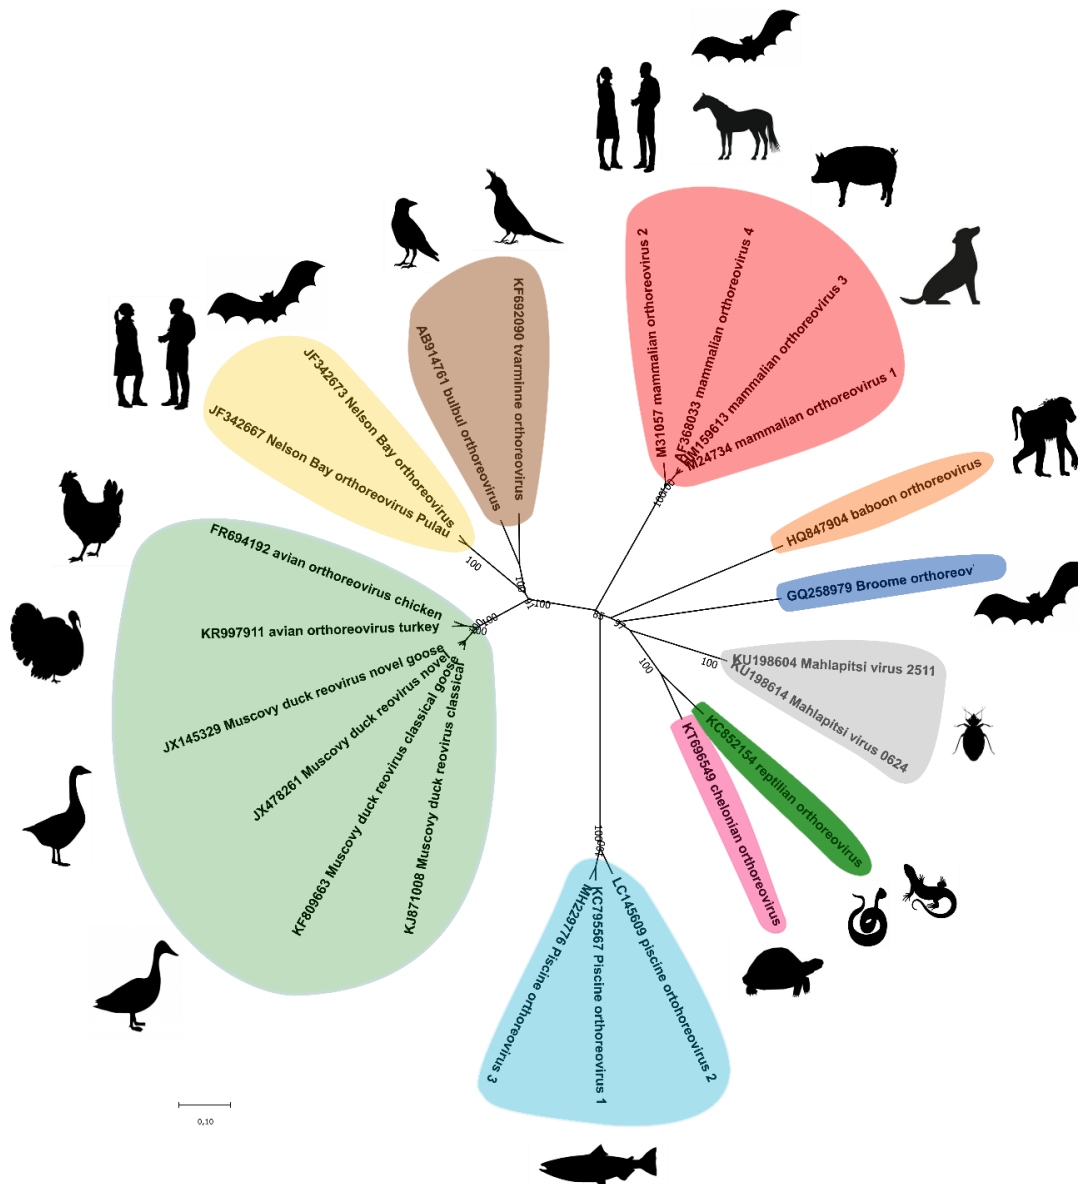 M31057 mammalian orthoreovirus 2
AF368033 mammalian orthoreovirus 4
mammalian orthoreovirus 3
M24734 mammalian orthoreovirus 1
KF692090 tvarminne orthoreovirus
AB914761 bulbul orthoreovirus
JF342673 Nelson Bay orthoreovirus
JF342667 Nelson Bay orthoreovirus Pulau
HQ847904 baboon orthoreovirus
GQ258979 Broome orthoreov
FR694192 avian orthoreovirus chicken
KR997911 avian orthoreovirus turkey
JX145329 Muscovy duck reovirus novel goose
JX478261 Muscovy duck reovirus novel
KF809663 Muscovy duck reovirus classical goose
KJ871008 Muscovy duck reovirus classical
KU198604 Mahlapitsi virus 2511
KU198614 Mahlapitsi virus 0624
KC852154 reptilian orthoreovirus
KT696549 chelonian orthoreovirus
MH229776 Piscine orthoreovirus 3
KC795567 Piscine orthoreovirus 1
LC145609 piscine ortohoreovirus 2
100
100
100
100
100
100
100
0,10